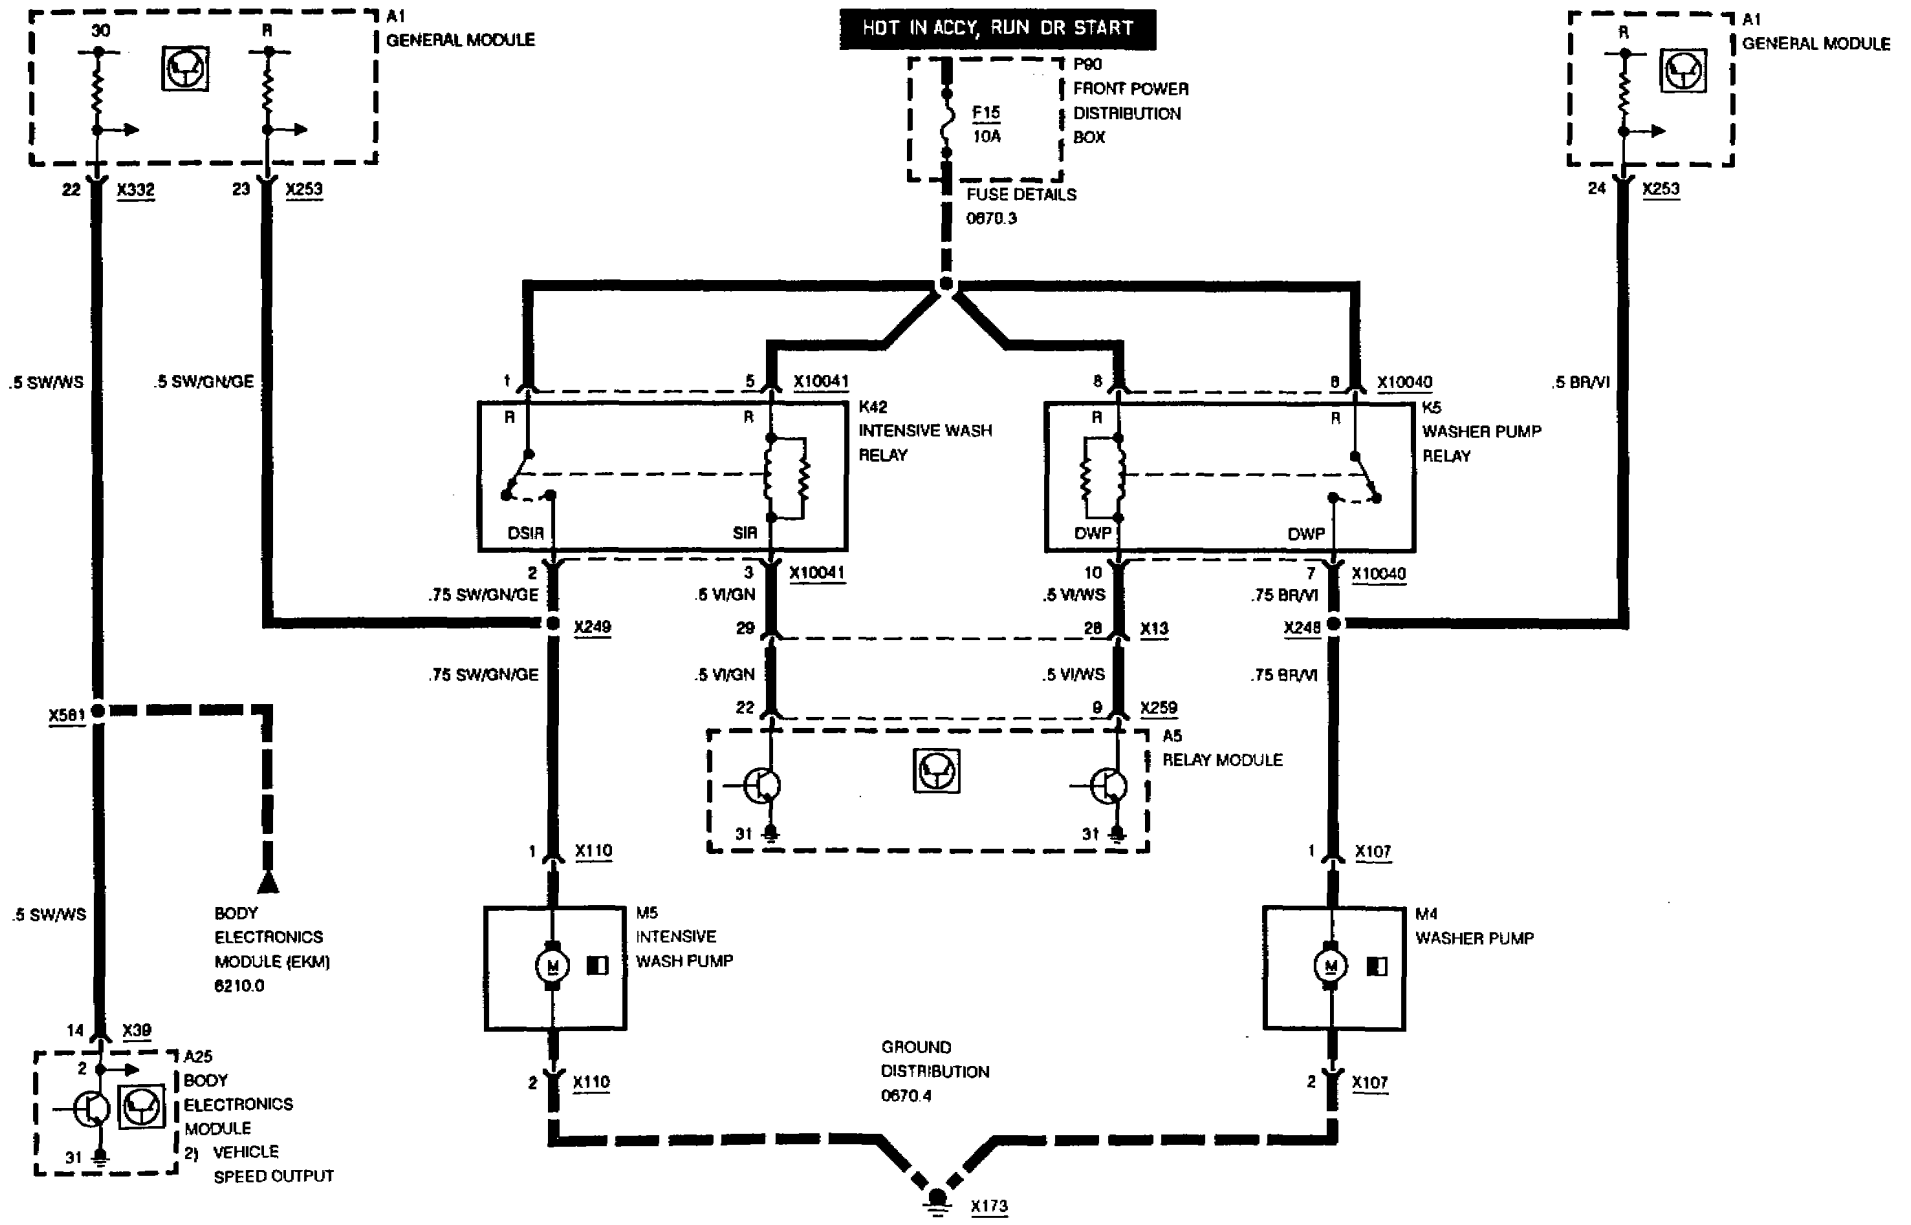 A1
GENERAL MODULE
30
R
22
X332
23
X253
HOT IN ACCY, RUN OR START
P90
FRONT POWER
DISTRIBUTION
BOX
F15
10A
FUSE DETAILS
0670.3
A1
GENERAL MODULE
R
24
X253
.5 SW/WS
.5 SW/GN/GE
.5 BR/VI
1
5
X10041
8
6
X10040
R
R
K42
INTENSIVE WASH
RELAY
DSIR
SIR
R
R
K5
WASHER PUMP
RELAY
DWP
DWP
2
3
X10041
10
7
X10040
.75 SW/GN/GE
.5 VI/GN
.5 VI/WS
.75 BR/VI
X249
29
28
X13
X248
.75 SW/GN/GE
.5 VI/GN
.5 VI/WS
.75 BR/VI
22
9
X259
A5
RELAY MODULE
31
31
X581
1
X110
1
X107
.5 SW/WS
BODY
ELECTRONICS
MODULE (EKM)
6210.0
M5
INTENSIVE
WASH PUMP
M
M4
WASHER PUMP
M
14
X39
A25
BODY
ELECTRONICS
MODULE
2) VEHICLE
SPEED OUTPUT
2
31
2
X110
GROUND
DISTRIBUTION
0670.4
2
X107
X173